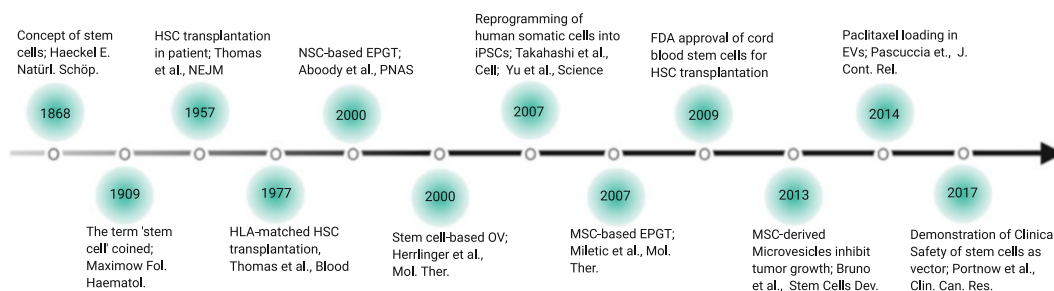 Concept of stem
cells; Haeckel E.
Natürl. Schöp.
1868
1909
The term 'stem
cell' coined;
Maximow Fol.
Haematol.
HSC transplantation
in patient; Thomas
et al., NEJM
1957
1977
HLA-matched HSC
transplantation,
Thomas et al., Blood
NSC-based EPGT;
Aboody et al., PNAS
2000
2000
Stem cell-based OV;
Herrlinger et al.,
Mol. Ther.
Reprogramming of
human somatic cells into
iPSCs; Takahashi et al.,
Cell; Yu et al., Science
2007
2007
MSC-based EPGT;
Miletic et al., Mol.
Ther.
FDA approval of cord
blood stem cells for
HSC transplantation
2009
2013
MSC-derived
Microvesicles inhibit
tumor growth; Bruno
et al., Stem Cells Dev.
Paclitaxel loading in
EVs; Pascuccia et., J.
Cont. Rel.
2014
2017
Demonstration of Clinica
Safety of stem cells as
vector; Portnow et al.,
Clin. Can. Res.